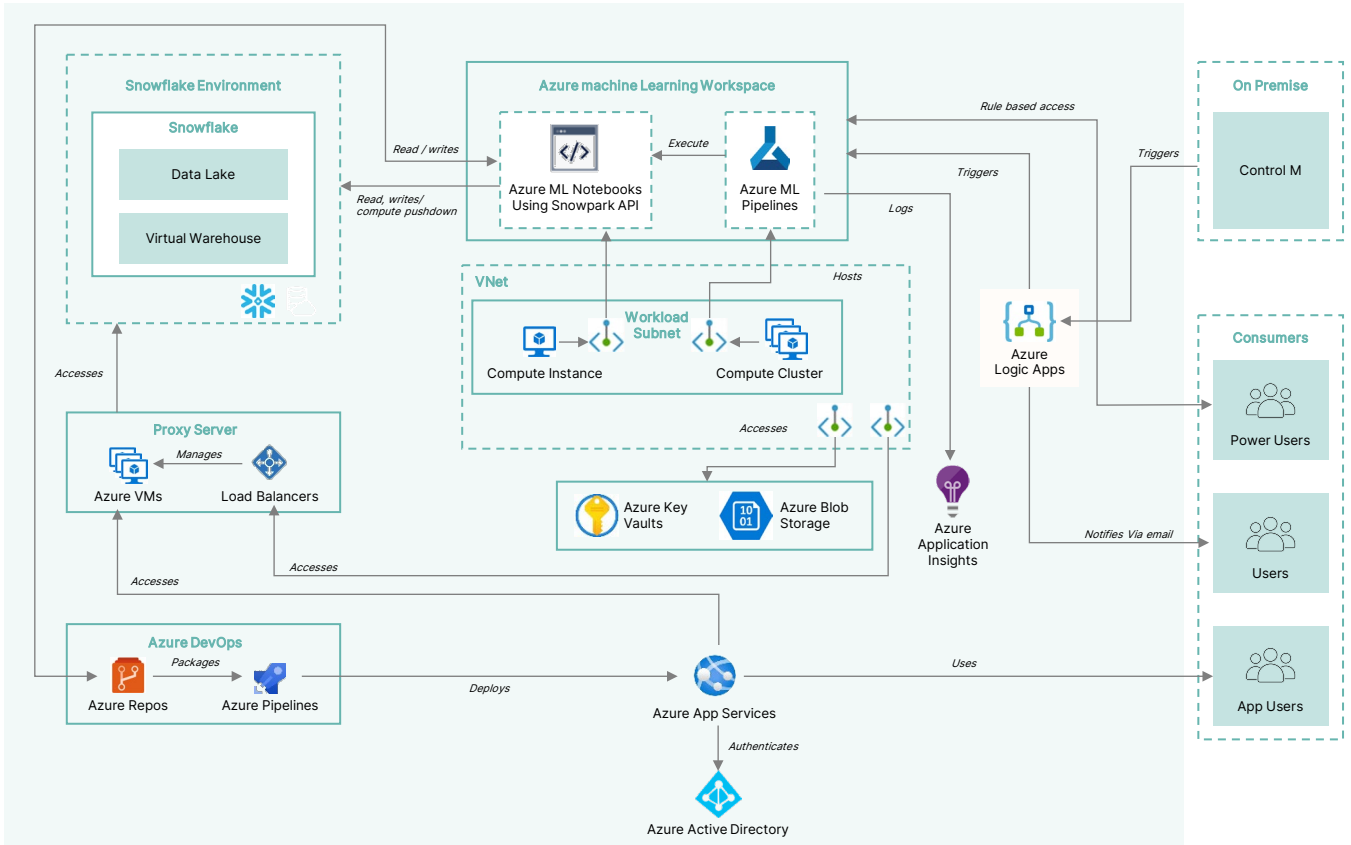 Snowflake Environment
Snowflake
Data Lake
Virtual Warehouse
Read / writes
Read, writes/
compute pushdown
Azure machine Learning Workspace
</>
Azure ML Notebooks
Using Snowpark API
Execute
Azure ML
Pipelines
Rule based access
Triggers
Logs
On Premise
Control M
Triggers
VNet
Hosts
Workload
Subnet
Compute Instance
Compute Cluster
Accesses
Azure
Logic Apps
Consumers
Power Users
Notifies Via email
Users
App Users
Accesses
Proxy Server
Manages
Azure VMs
Load Balancers
Azure Key
Vaults
10
01
Azure Blob
Storage
Azure
Application
Insights
Accesses
Accesses
Azure DevOps
Packages
Azure Repos
Azure Pipelines
Deploys
Azure App Services
Uses
Authenticates
Azure Active Directory